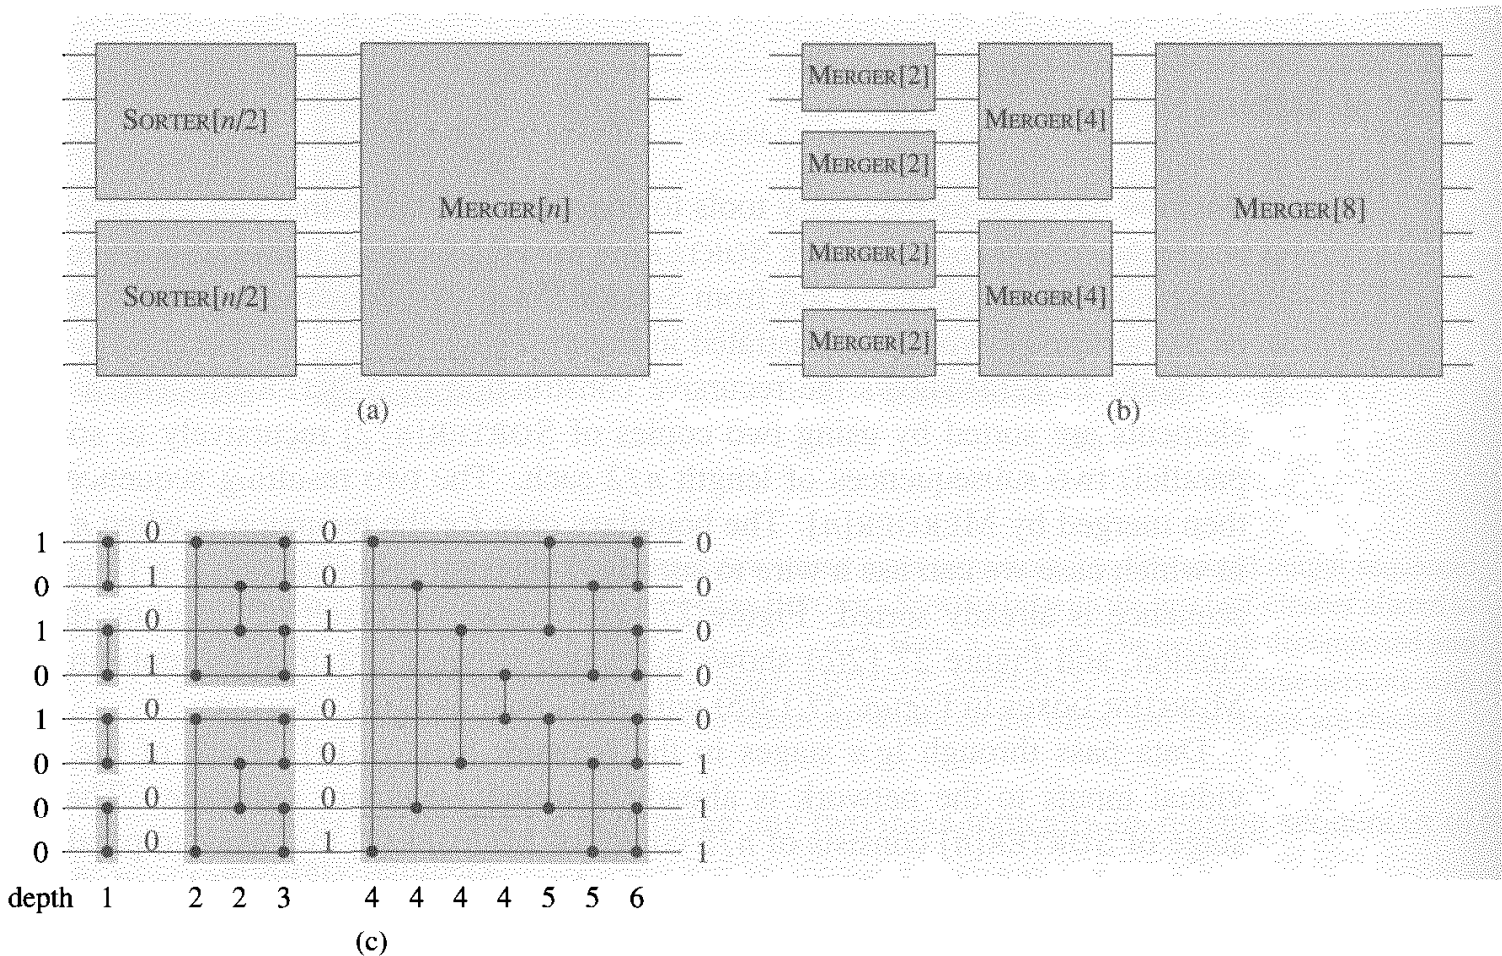 SORTER[n/2]
SORTER[n/2]
MERGER[n]
(a)
MERGER[2]
MERGER[2]
MERGER[2]
MERGER[2]
MERGER[4]
MERGER[4]
MERGER[8]
(b)
1 0 0 0
0 1 0 0
1 0 1 0
0 1 1 0
1 0 0 0
0 1 0 1
0 0 0 1
0 0 1 1
depth 1 2 2 3 4 4 4 4 5 5 6
(c)